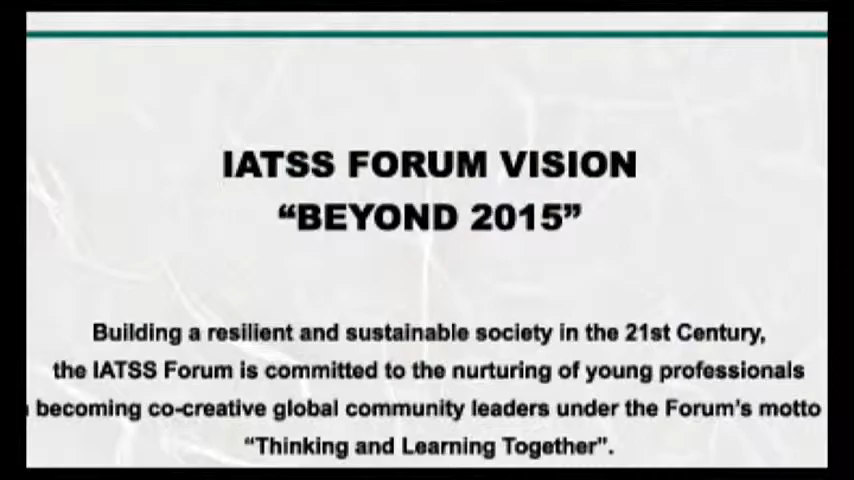 IATSS FORUM VISION
“BEYOND 2015”
Building a resilient and sustainable society in the 21st Century,
the IATSS Forum is committed to the nurturing of young professionals
becoming co-creative global community leaders under the Forum's motto
“Thinking and Learning Together”.